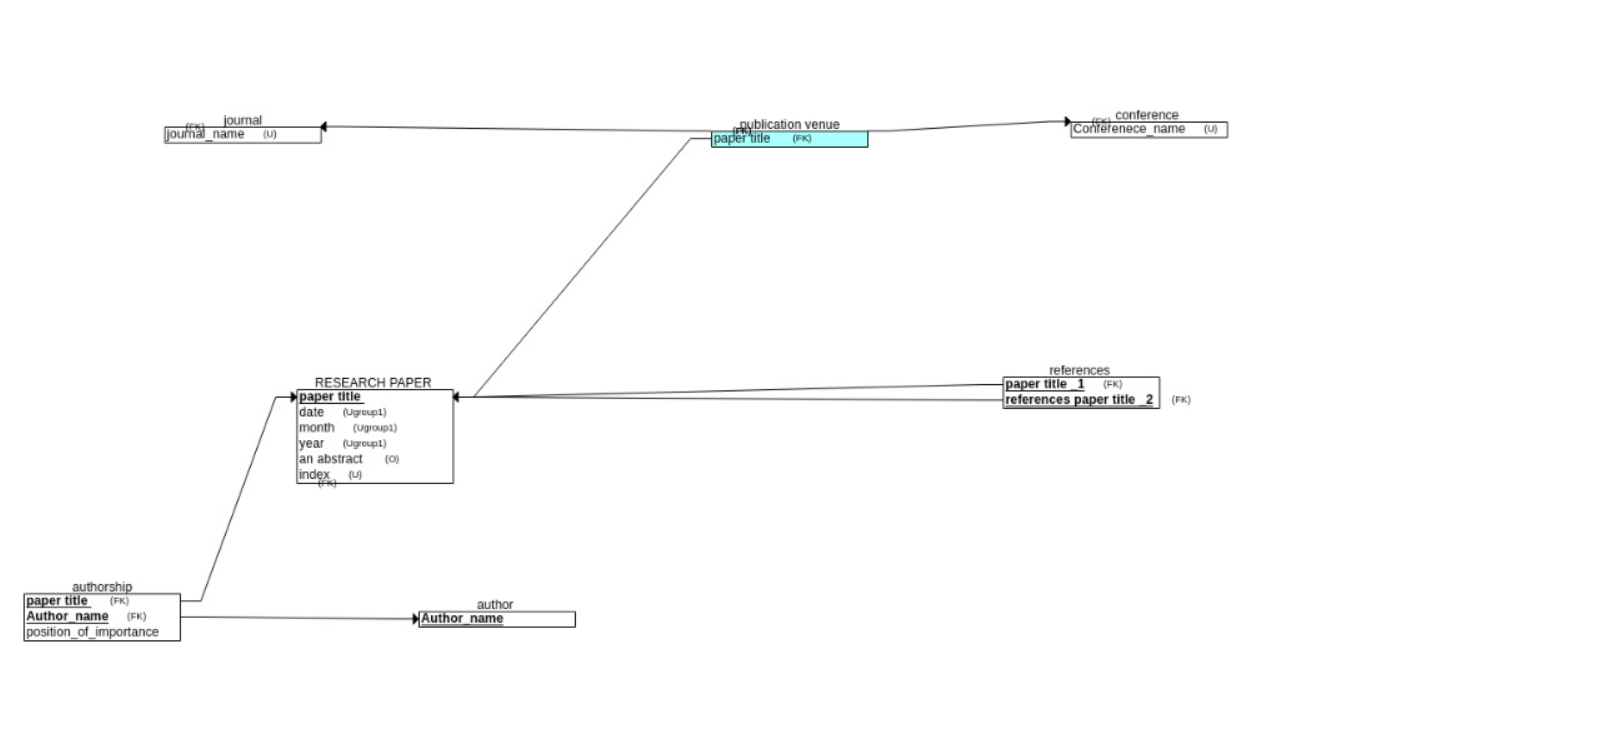 journal
(FK)
journal_name (U)
publication venue
(FK)
paper title (FK)
conference
(FK)
Conferenece_name (U)
RESEARCH PAPER
paper title
date (Ugroup1)
month (Ugroup1)
year (Ugroup1)
an abstract (O)
index (U)
(FK)
references
paper title _1 (FK)
references paper title _2 (FK)
authorship
paper title (FK)
Author_name (FK)
position_of_importance
author
Author_name